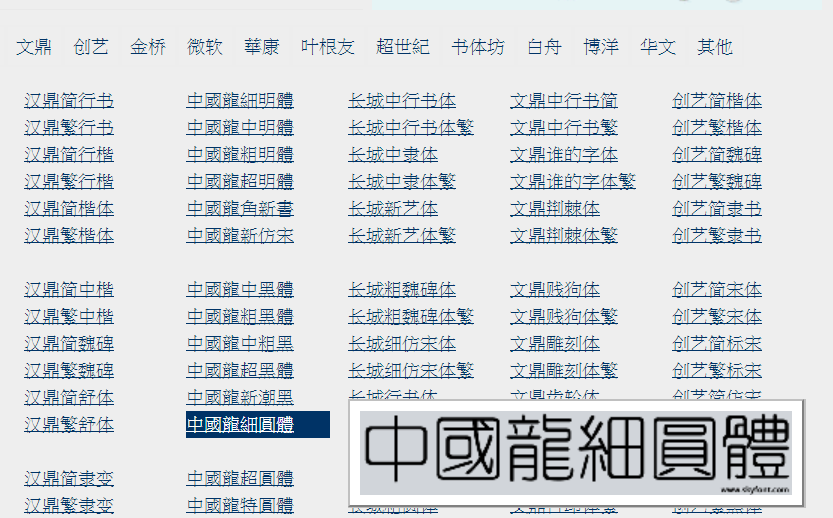 文鼎 创艺 金桥 微软 華康 叶根友 超世紀 书体坊 白舟 博洋 华文 其他
汉鼎简行书 中國龍細明體 长城中行书体 文鼎中行书简 创艺简楷体
汉鼎繁行书 中國龍中明體 长城中行书体繁 文鼎中行书繁 创艺繁楷体
汉鼎简行楷 中國龍粗明體 长城中隶体 文鼎谁的字体 创艺简魏碑
汉鼎繁行楷 中國龍超明體 长城中隶体繁 文鼎谁的字体繁 创艺繁魏碑
汉鼎简楷体 中國龍角新書 长城新艺体 文鼎荆棘体 创艺简隶书
汉鼎繁楷体 中國龍新仿宋 长城新艺体繁 文鼎荆棘体繁 创艺繁隶书
汉鼎简中楷 中國龍中黑體 长城粗魏碑体 文鼎贱狗体 创艺简宋体
汉鼎繁中楷 中國龍粗黑體 长城粗魏碑体繁 文鼎贱狗体繁 创艺繁宋体
汉鼎简魏碑 中國龍中粗黑 长城细仿宋体 文鼎雕刻体 创艺简标宋
汉鼎繁魏碑 中國龍超黑體 长城细仿宋体繁 文鼎雕刻体繁 创艺繁标宋
汉鼎简舒体 中國龍新潮黑 长城行书体 文鼎齿轮体 创艺简仿宋
汉鼎繁舒体 中國龍細圓體
中國龍細圓體
www.skyfont.com
汉鼎简隶变 中國龍超圓體
汉鼎繁隶变 中國龍特圓體